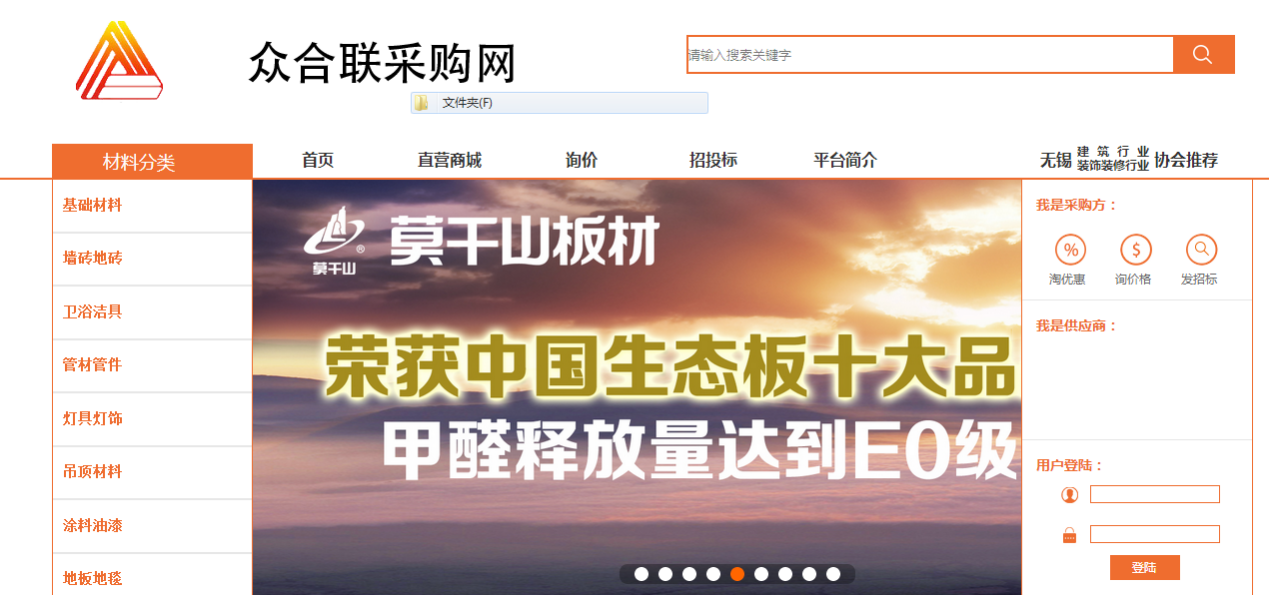 众合联采购网
请输入搜素关键字
文件夹(F)
材料分类
首页
直营商城
询价
招投标
平台简介
无锡 建筑行业 装饰装修行业 协会推荐
基础材料
墙砖地砖
卫浴洁具
管材管件
灯具灯饰
吊顶材料
涂料油漆
地板地毯
莫干山®
莫干山板材
荣获中国生态板十大品
甲醛释放量达到E0级
我是采购方：
%
$
淘优惠
询价格
发招标
我是供应商：
用户登陆：
登陆